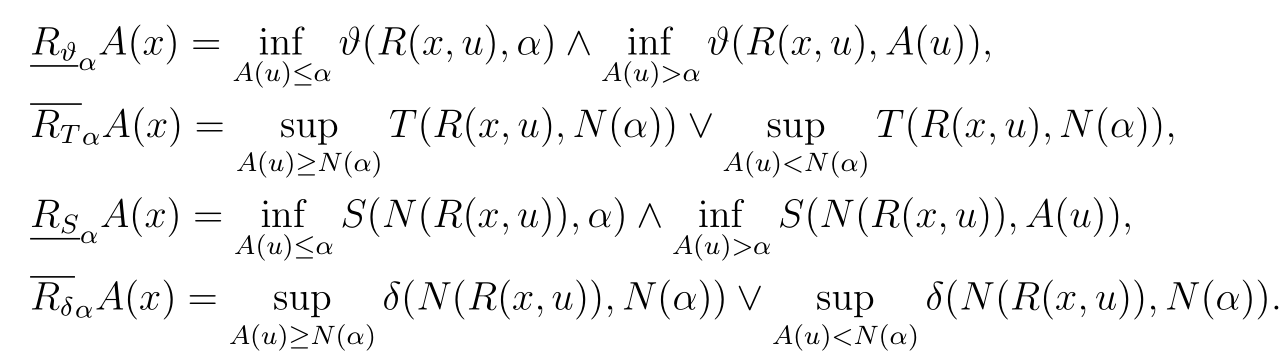 $\underline{R_{\vartheta}}_{\alpha} A(x) = \inf_{A(u) \leq \alpha} \vartheta(R(x,u), \alpha) \wedge \inf_{A(u) > \alpha} \vartheta(R(x,u), A(u)),$
$\overline{R_{T}}_{\alpha} A(x) = \sup_{A(u) \geq N(\alpha)} T(R(x,u), N(\alpha)) \vee \sup_{A(u) < N(\alpha)} T(R(x,u), N(\alpha)),$
$\underline{R_{S}}_{\alpha} A(x) = \inf_{A(u) \leq \alpha} S(N(R(x,u)), \alpha) \wedge \inf_{A(u) > \alpha} S(N(R(x,u)), A(u)),$
$\overline{R_{\delta}}_{\alpha} A(x) = \sup_{A(u) \geq N(\alpha)} \delta(N(R(x,u)), N(\alpha)) \vee \sup_{A(u) < N(\alpha)} \delta(N(R(x,u)), N(\alpha)).$